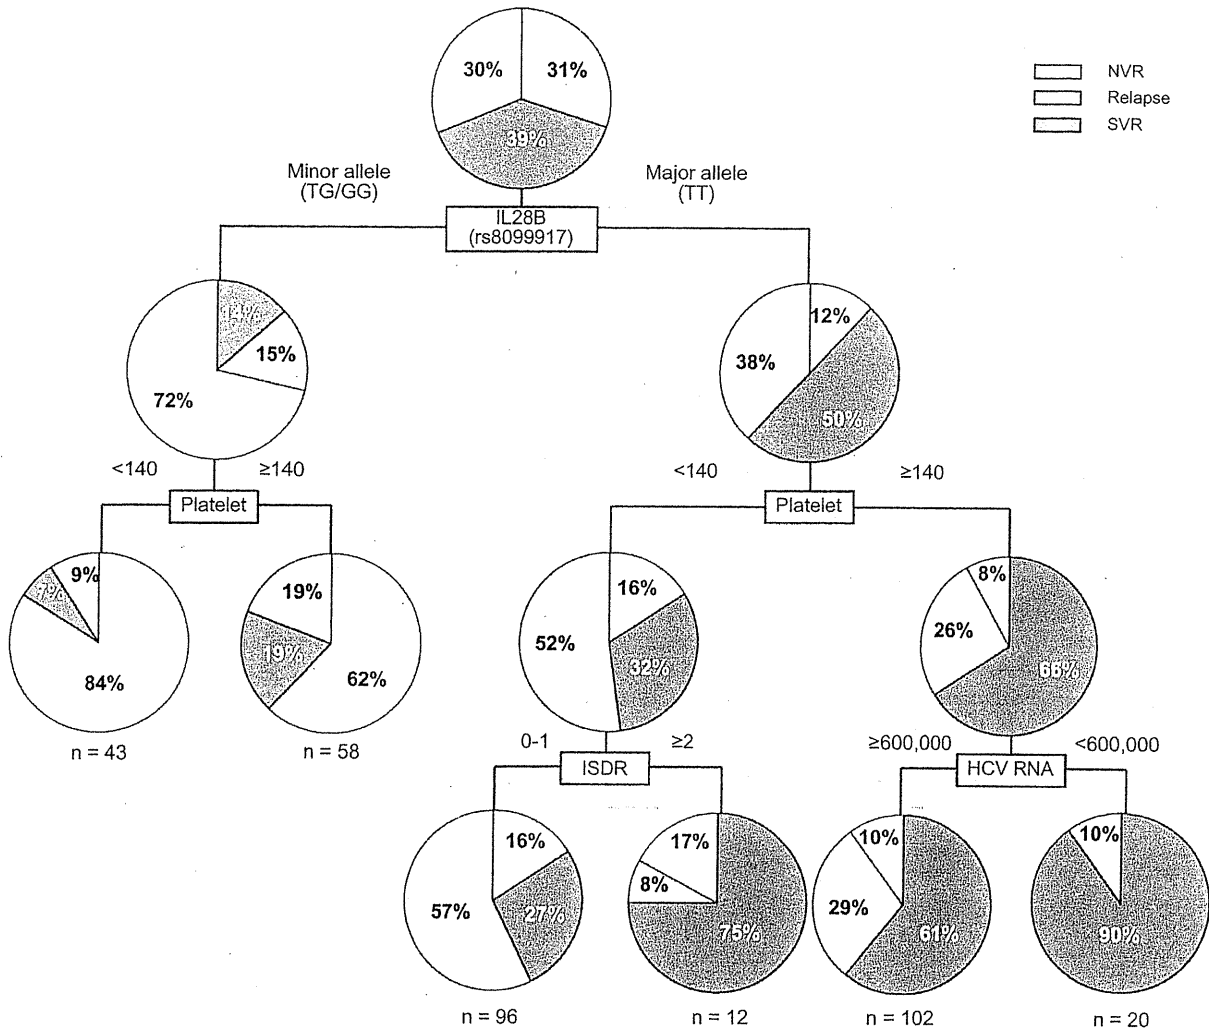 30%
31%
39%
NVR
Relapse
SVR
Minor allele
(TG/GG)
Major allele
(TT)
IL28B
(rs8099917)
14%
15%
72%
12%
38%
50%
<140
≥140
Platelet
<140
≥140
Platelet
9%
7%
84%
n = 43
19%
19%
62%
n = 58
16%
52%
32%
8%
26%
66%
0-1
≥2
ISDR
≥600,000
<600,000
HCV RNA
16%
57%
27%
n = 96
17%
8%
75%
n = 12
10%
29%
61%
n = 102
10%
90%
n = 20